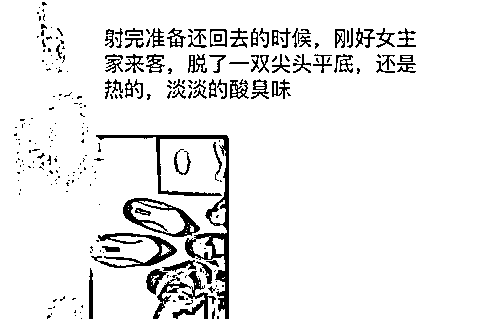 射完准备还回去的时候，刚好女主
家来客，脱了一双尖头平底，还是
热的，淡淡的酸臭味